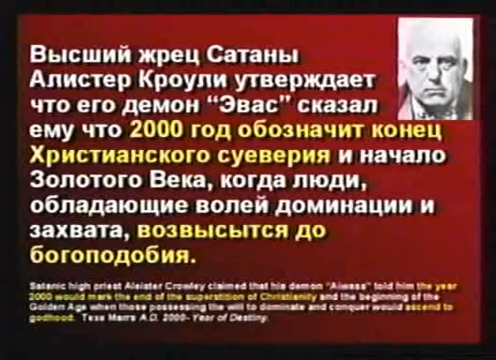 Высший жрец Сатаны
Алистер Кроули утверждает
что его демон “Эвас” сказал
ему что 2000 год обозначит конец
Христианского суеверия и начало
Золотого Века, когда люди,
обладающие волей доминации и
захвата, возвысытся до
богоподобия.
Satanic high priest Aleister Crowley claimed that his demon "Aiwass" told him the year
2000 would mark the end of the superstition of Christianity and the beginning of the
Golden Age when those possessing the will to dominate and conquer would ascend to
godhood. Texe Marrs A.D. 2000- Year of Destiny.